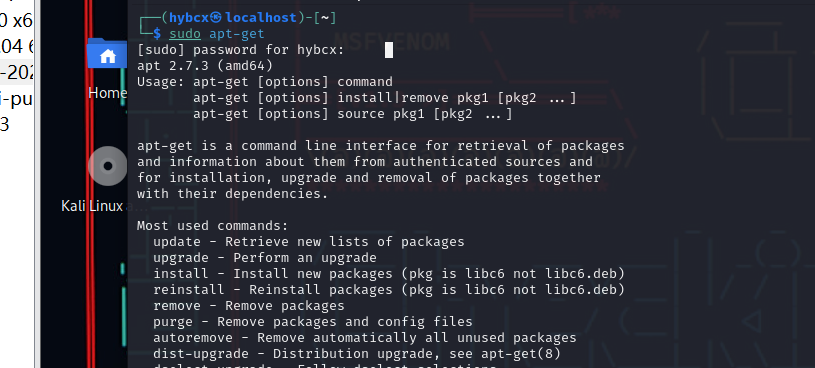 0 x6
04 6
-202
i-pu
3
Home
Kali Linux a...
MSFVENOM
┌──(hybcx㉿localhost)-[~]
└─$ sudo apt-get
[sudo] password for hybcx:
apt 2.7.3 (amd64)
Usage: apt-get [options] command
apt-get [options] install|remove pkg1 [pkg2 ...]
apt-get [options] source pkg1 [pkg2 ...]
apt-get is a command line interface for retrieval of packages
and information about them from authenticated sources and
for installation, upgrade and removal of packages together
with their dependencies.
Most used commands:
update - Retrieve new lists of packages
upgrade - Perform an upgrade
install - Install new packages (pkg is libc6 not libc6.deb)
reinstall - Reinstall packages (pkg is libc6 not libc6.deb)
remove - Remove packages
purge - Remove packages and config files
autoremove - Remove automatically all unused packages
dist-upgrade - Distribution upgrade, see apt-get(8)
dselect-upgrade - Follow dselect selections